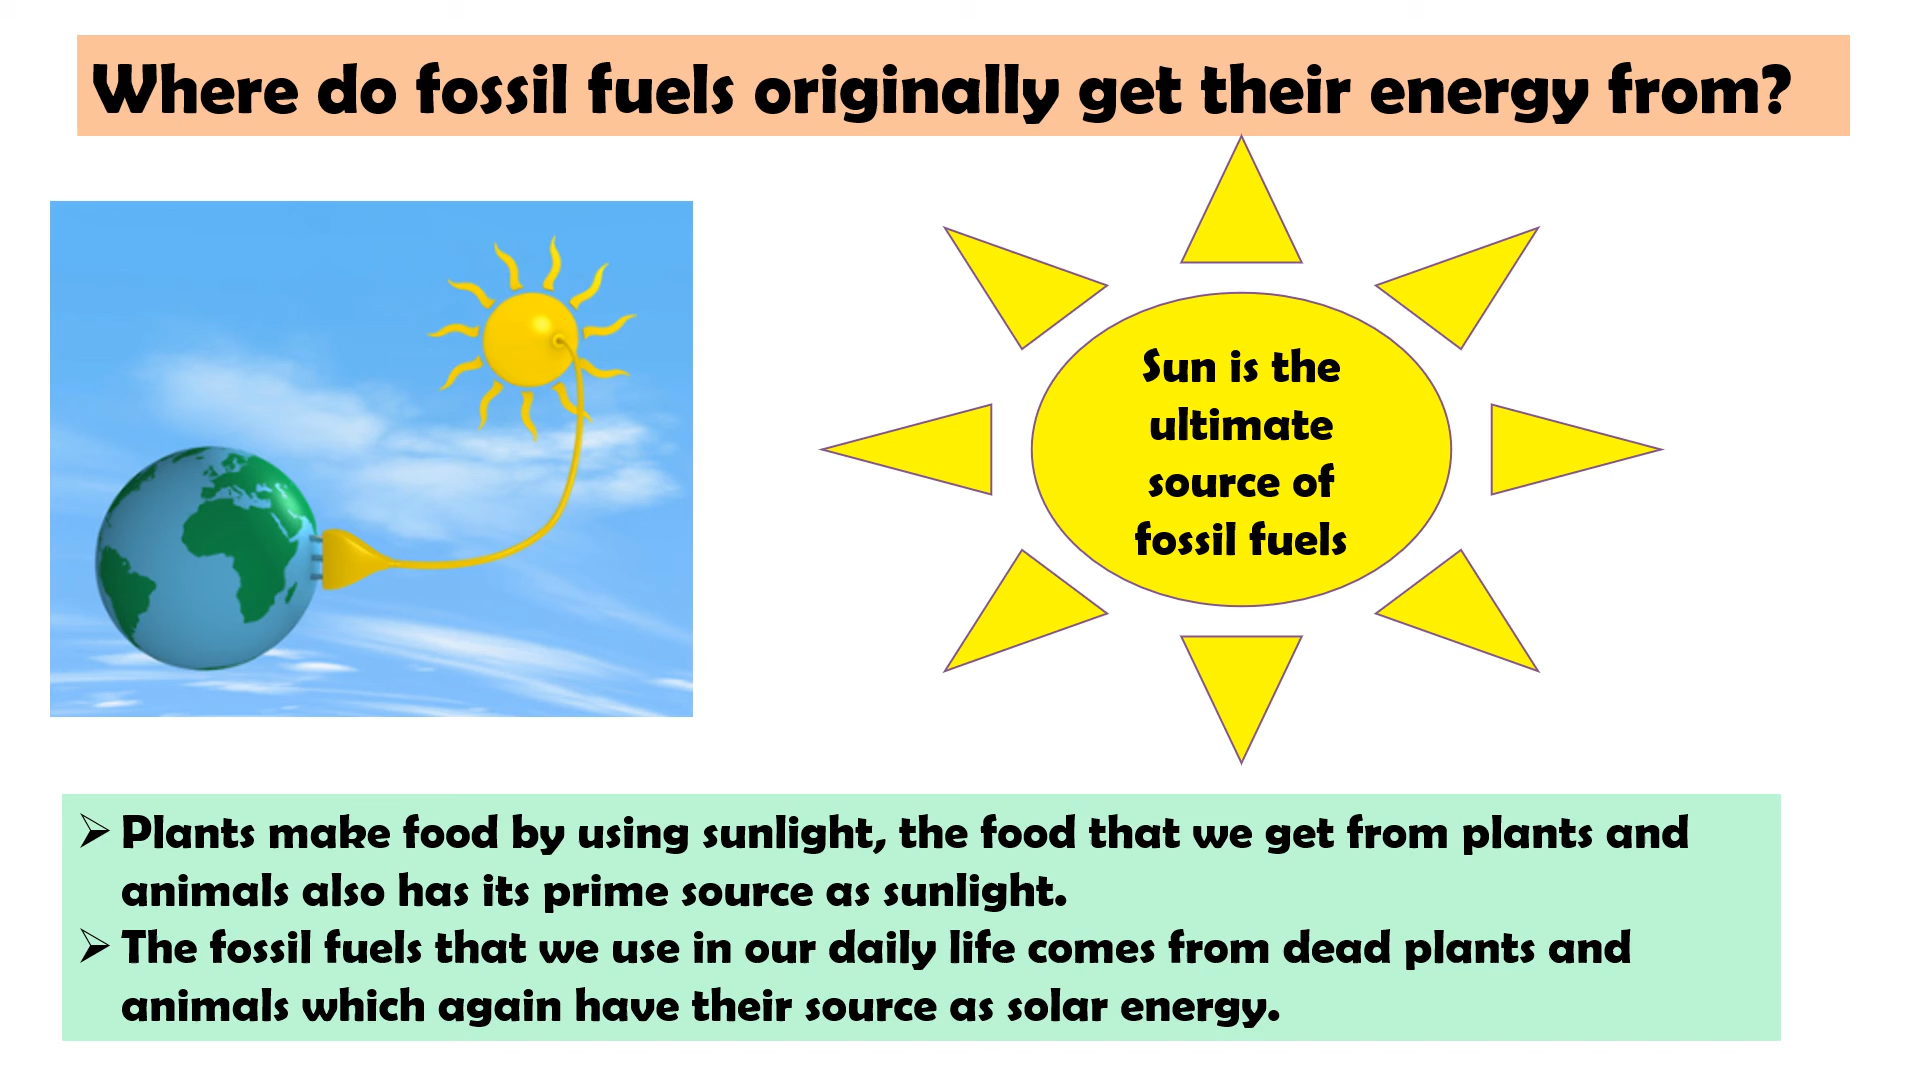 Where do fossil fuels originally get their energy from?
Sun is the
ultimate
source of
fossil fuels
➢ Plants make food by using sunlight, the food that we get from plants and
animals also has its prime source as sunlight.
➢ The fossil fuels that we use in our daily life comes from dead plants and
animals which again have their source as solar energy.